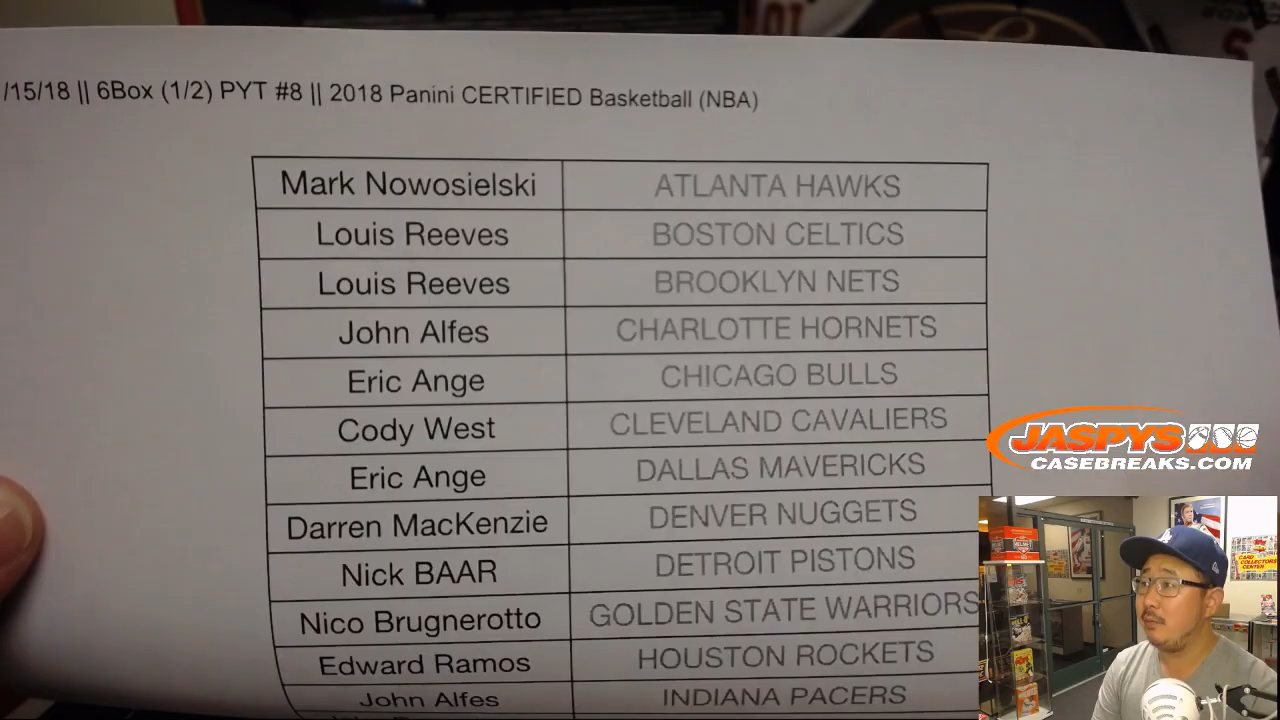 /15/18 || 6Box (1/2) PYT #8 || 2018 Panini CERTIFIED Basketball (NBA)
Mark Nowosielski ATLANTA HAWKS
Louis Reeves BOSTON CELTICS
Louis Reeves BROOKLYN NETS
John Alfes CHARLOTTE HORNETS
Eric Ange CHICAGO BULLS
Cody West CLEVELAND CAVALIERS
Eric Ange DALLAS MAVERICKS
Darren MacKenzie DENVER NUGGETS
Nick BAAR DETROIT PISTONS
Nico Brugnerotto GOLDEN STATE WARRIORS
Edward Ramos HOUSTON ROCKETS
John Alfes INDIANA PACERS
JASPYS
CASEBREAKS.COM
CARD
COLLECTORS
CENTER